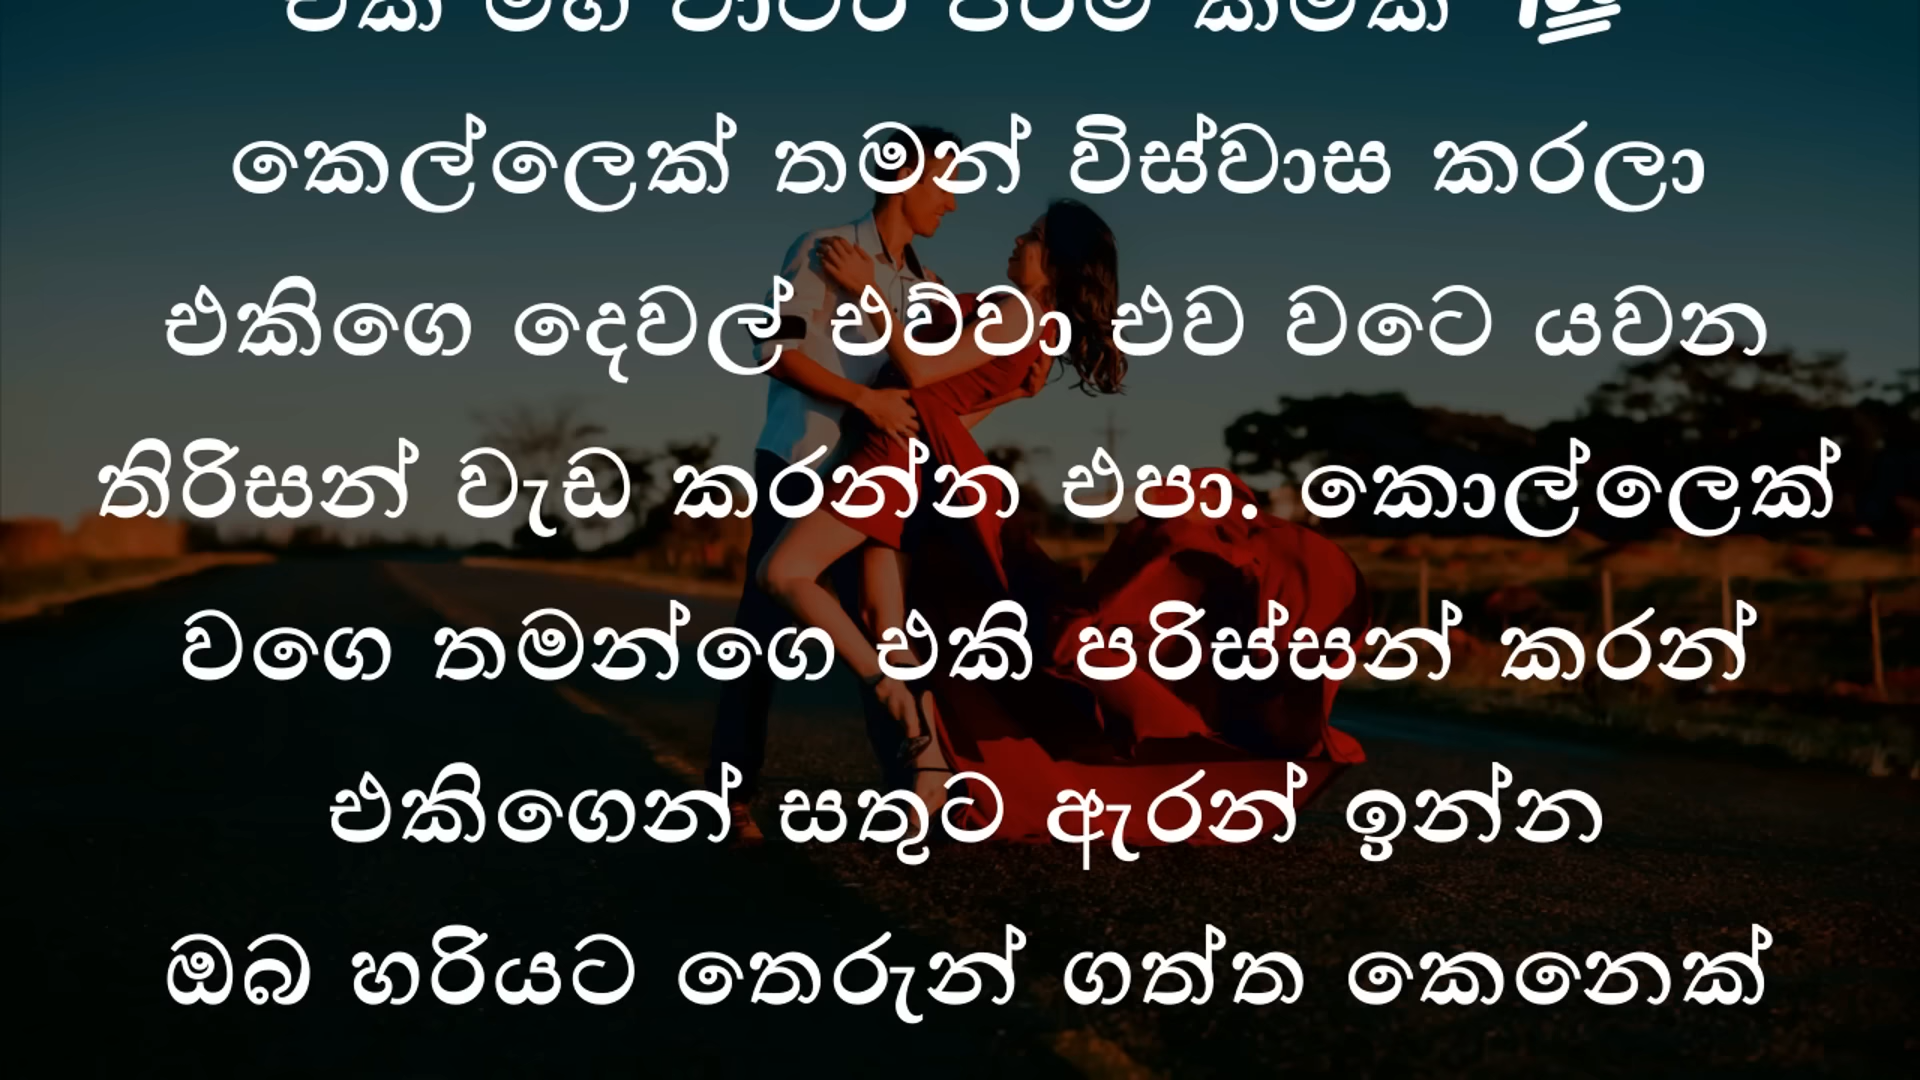 කෙල්ලෙක් තමන් විස්වාස කරලා
එකිගෙ දෙවල් එව්වා එව වටෙ යවන
තිරිසන් වැඩ කරන්න එපා. කොල්ලෙක්
වගෙ තමන්ගෙ එකි පරිස්සන් කරන්
එකිගෙන් සතුට ඇරන් ඉන්න
ඔබ හරියට තෙරුන් ගත්ත කෙනෙක්